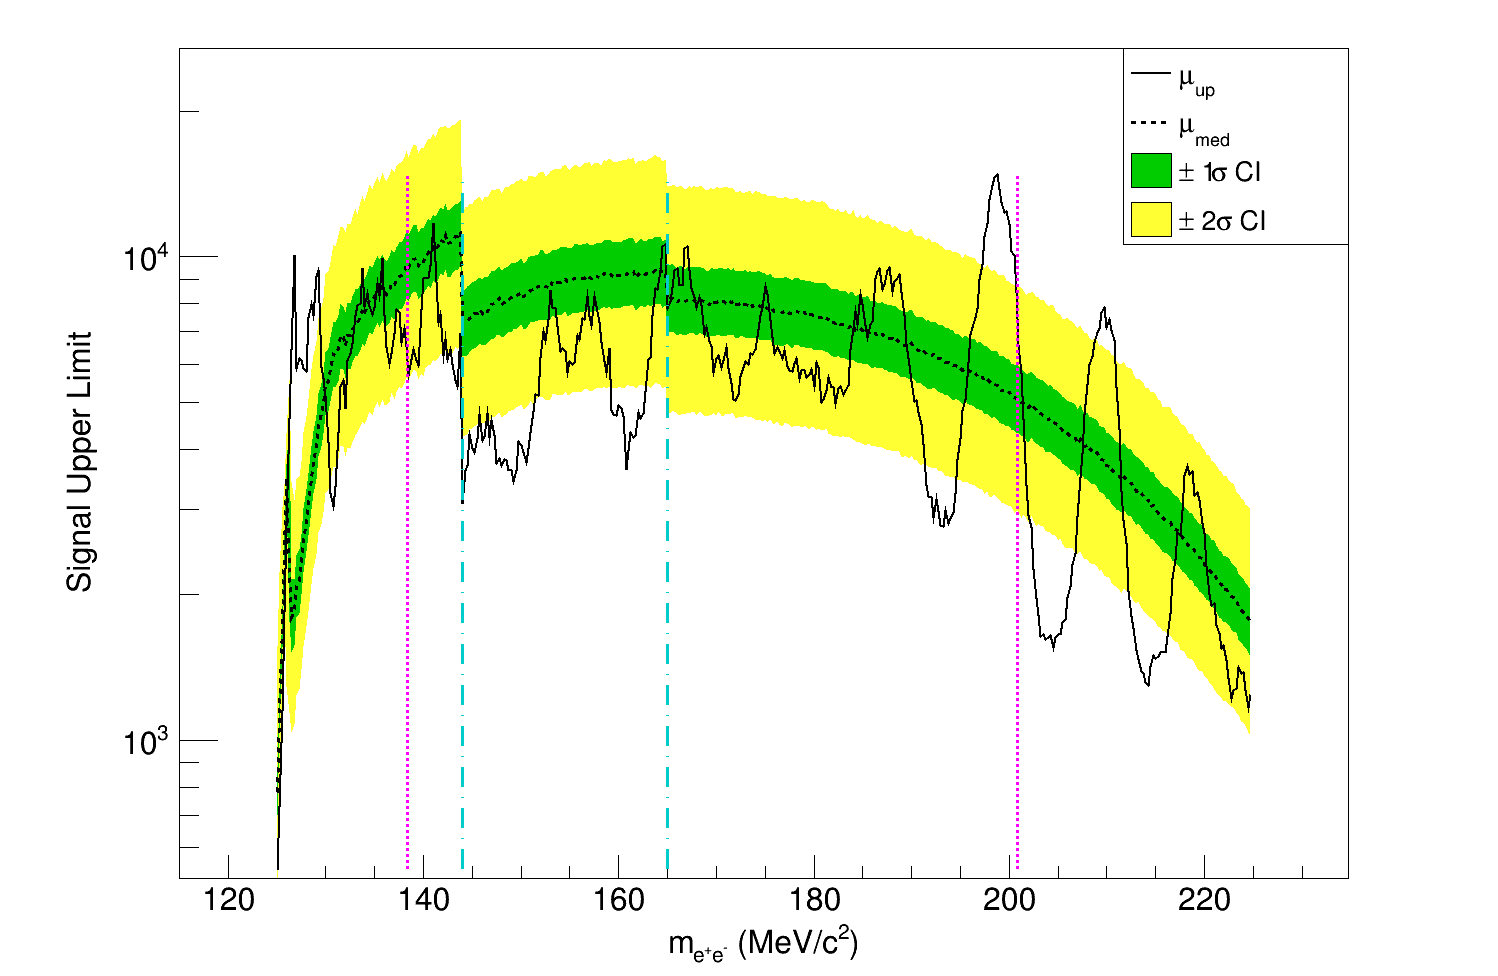 μup
μmed
± 1σ CI
± 2σ CI
10⁴
10³
Signal Upper Limit
120 140 160 180 200 220
m_e⁺e⁻ (MeV/c²)